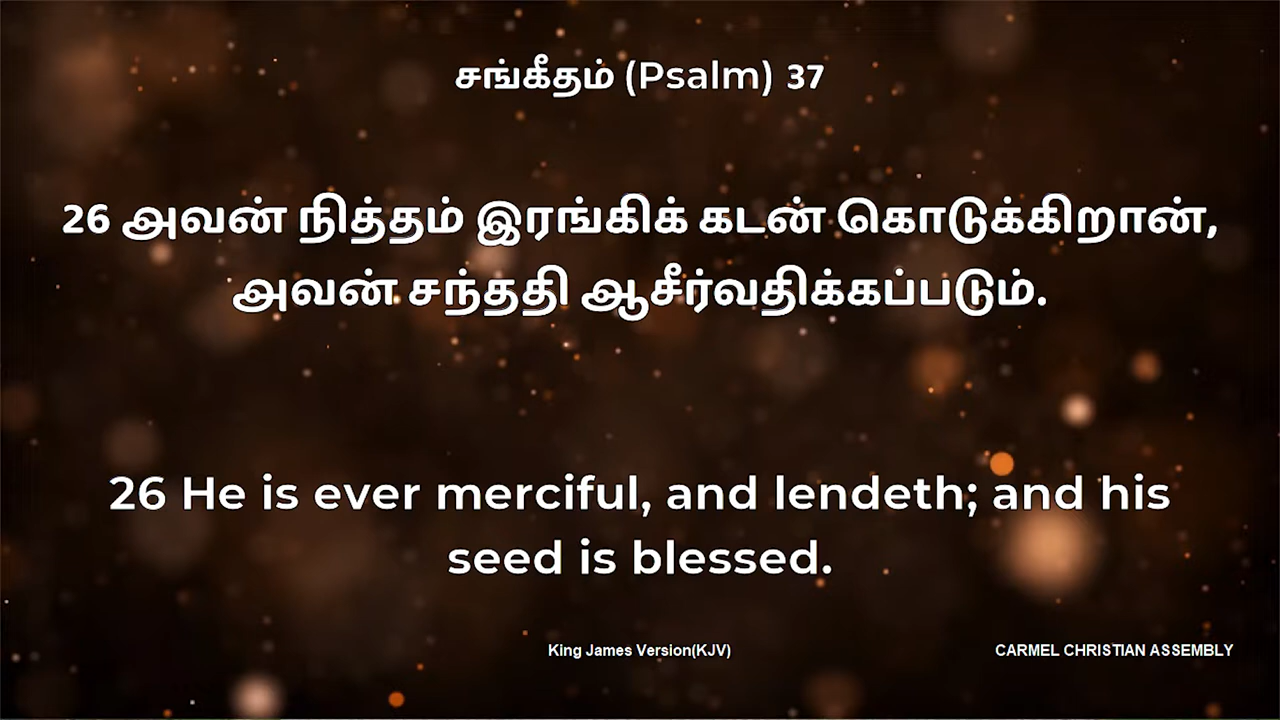 சங்கீதம் (Psalm) 37
26 அவன் நித்தம் இரங்கிக் கடன் கொடுக்கிறான்,
அவன் சந்ததி ஆசீர்வதிக்கப்படும்.
26 He is ever merciful, and lendeth; and his
seed is blessed.
King James Version(KJV)
CARMEL CHRISTIAN ASSEMBLY